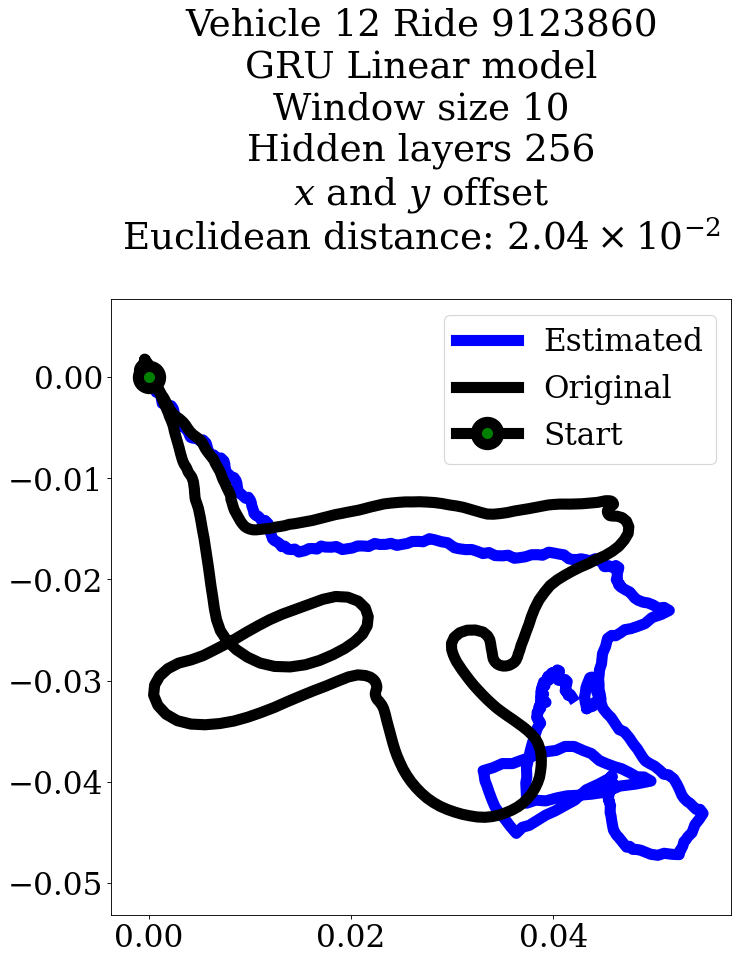 Vehicle 12 Ride 9123860
GRU Linear model
Window size 10
Hidden layers 256
x and y offset
Euclidean distance: 2.04 × 10⁻²
Estimated
Original
Start
0.00
−0.01
−0.02
−0.03
−0.04
−0.05
0.00 0.02 0.04